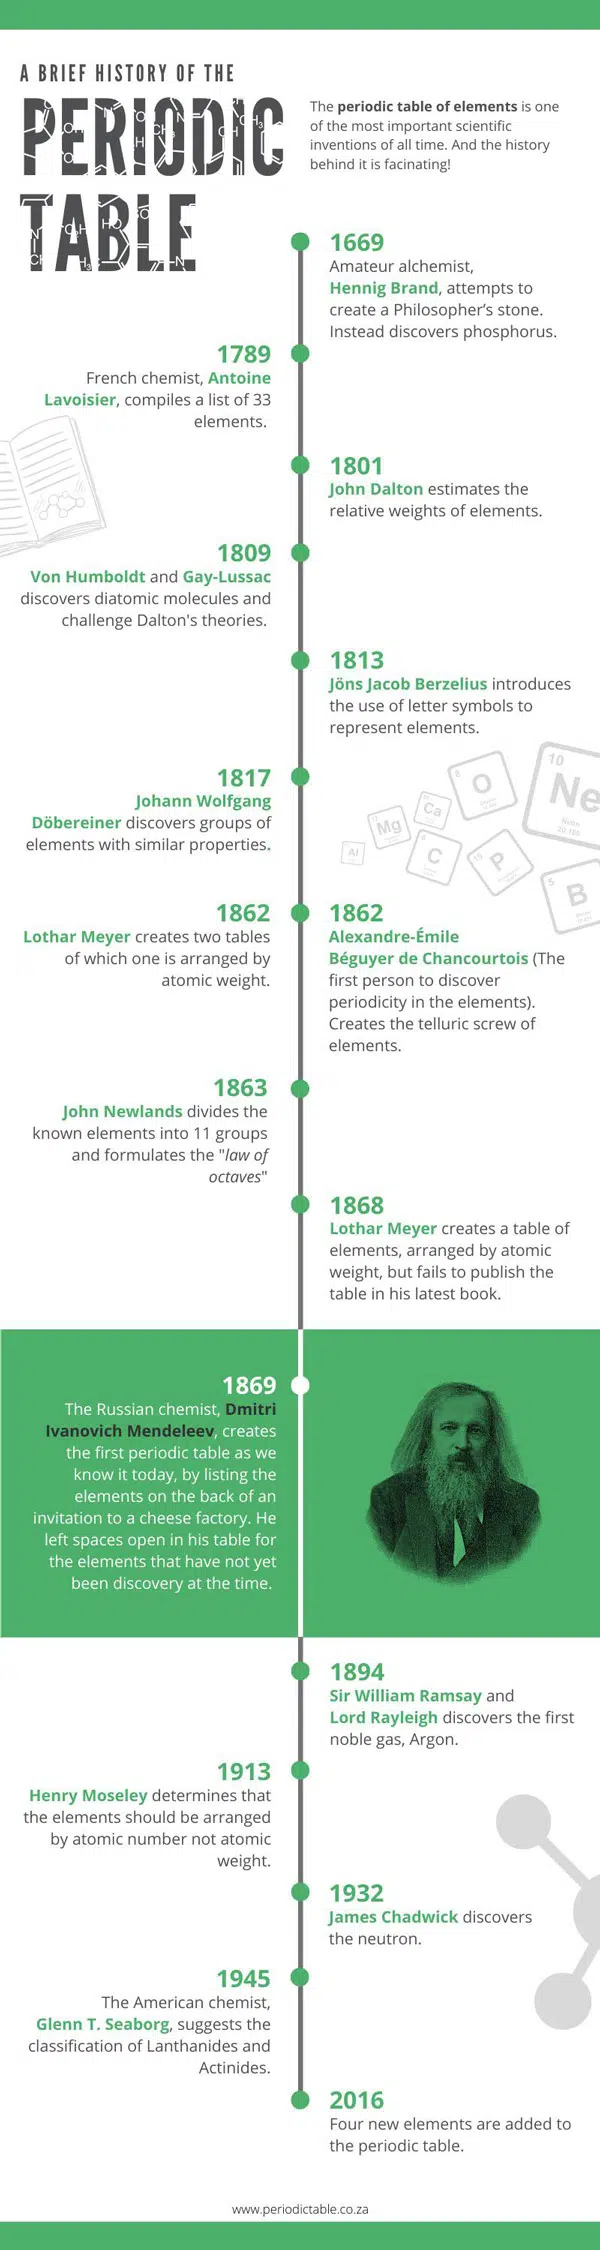 A BRIEF HISTORY OF THE
PERIODIC
TABLE
The periodic table of elements is one
of the most important scientific
inventions of all time. And the history
behind it is facinating!
1669
Amateur alchemist,
Hennig Brand, attempts to
create a Philosopher's stone.
Instead discovers phosphorus.
1789
French chemist, Antoine
Lavoisier, compiles a list of 33
elements.
1801
John Dalton estimates the
relative weights of elements.
1809
Von Humboldt and Gay-Lussac
discovers diatomic molecules and
challenge Dalton's theories.
1813
Jöns Jacob Berzelius introduces
the use of letter symbols to
represent elements.
1817
Johann Wolfgang
Döbereiner discovers groups of
elements with similar properties.
10
Ne
Neon
20.180
8
O
Ca
Mg
Al
C
15
P
5
B
1862
Lothar Meyer creates two tables
of which one is arranged by
atomic weight.
1862
Alexandre-Émile
Béguyer de Chancourtois (The
first person to discover
periodicity in the elements).
Creates the telluric screw of
elements.
1863
John Newlands divides the
known elements into 11 groups
and formulates the "law of
octaves"
1868
Lothar Meyer creates a table of
elements, arranged by atomic
weight, but fails to publish the
table in his latest book.
1869
The Russian chemist, Dmitri
Ivanovich Mendeleev, creates
the first periodic table as we
know it today, by listing the
elements on the back of an
invitation to a cheese factory. He
left spaces open in his table for
the elements that have not yet
been discovery at the time.
1894
Sir William Ramsay and
Lord Rayleigh discovers the first
noble gas, Argon.
1913
Henry Moseley determines that
the elements should be arranged
by atomic number not atomic
weight.
1932
James Chadwick discovers
the neutron.
1945
The American chemist,
Glenn T. Seaborg, suggests the
classification of Lanthanides and
Actinides.
2016
Four new elements are added to
the periodic table.
www.periodictable.co.za